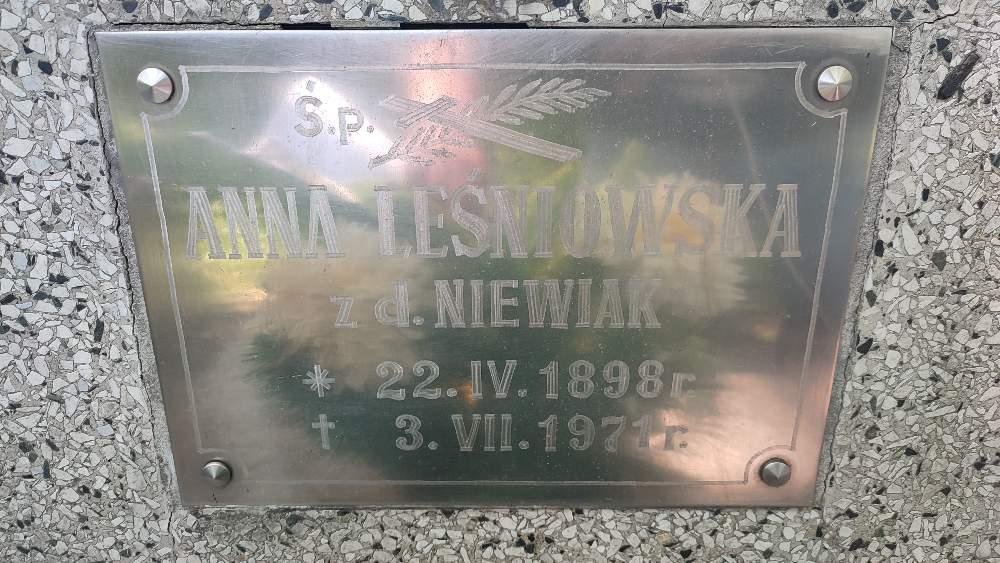 Ś.p.
ANNA LEŚNIOWSKA
z d. NIEWIAK
* 22. IV. 1898 r.
† 3. VII. 1971 r.